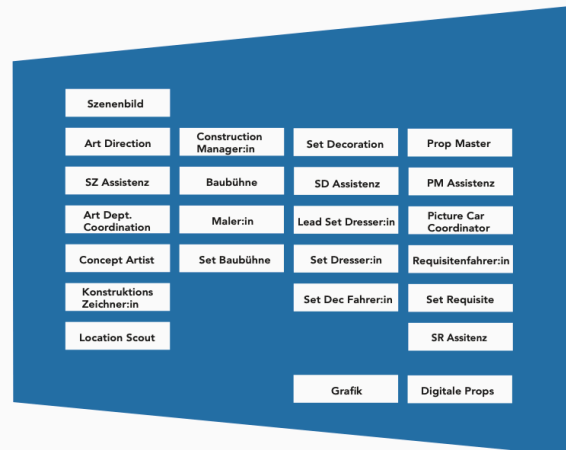 Szenenbild
Art Direction
Construction
Manager:in
Set Decoration
Prop Master
SZ Assistenz
Baubühne
SD Assistenz
PM Assistenz
Art Dept.
Coordination
Maler:in
Lead Set Dresser:in
Picture Car
Coordinator
Concept Artist
Set Baubühne
Set Dresser:in
Requisitenfahrer:in
Konstruktions
Zeichner:in
Set Dec Fahrer:in
Set Requisite
Location Scout
SR Assitenz
Grafik
Digitale Props